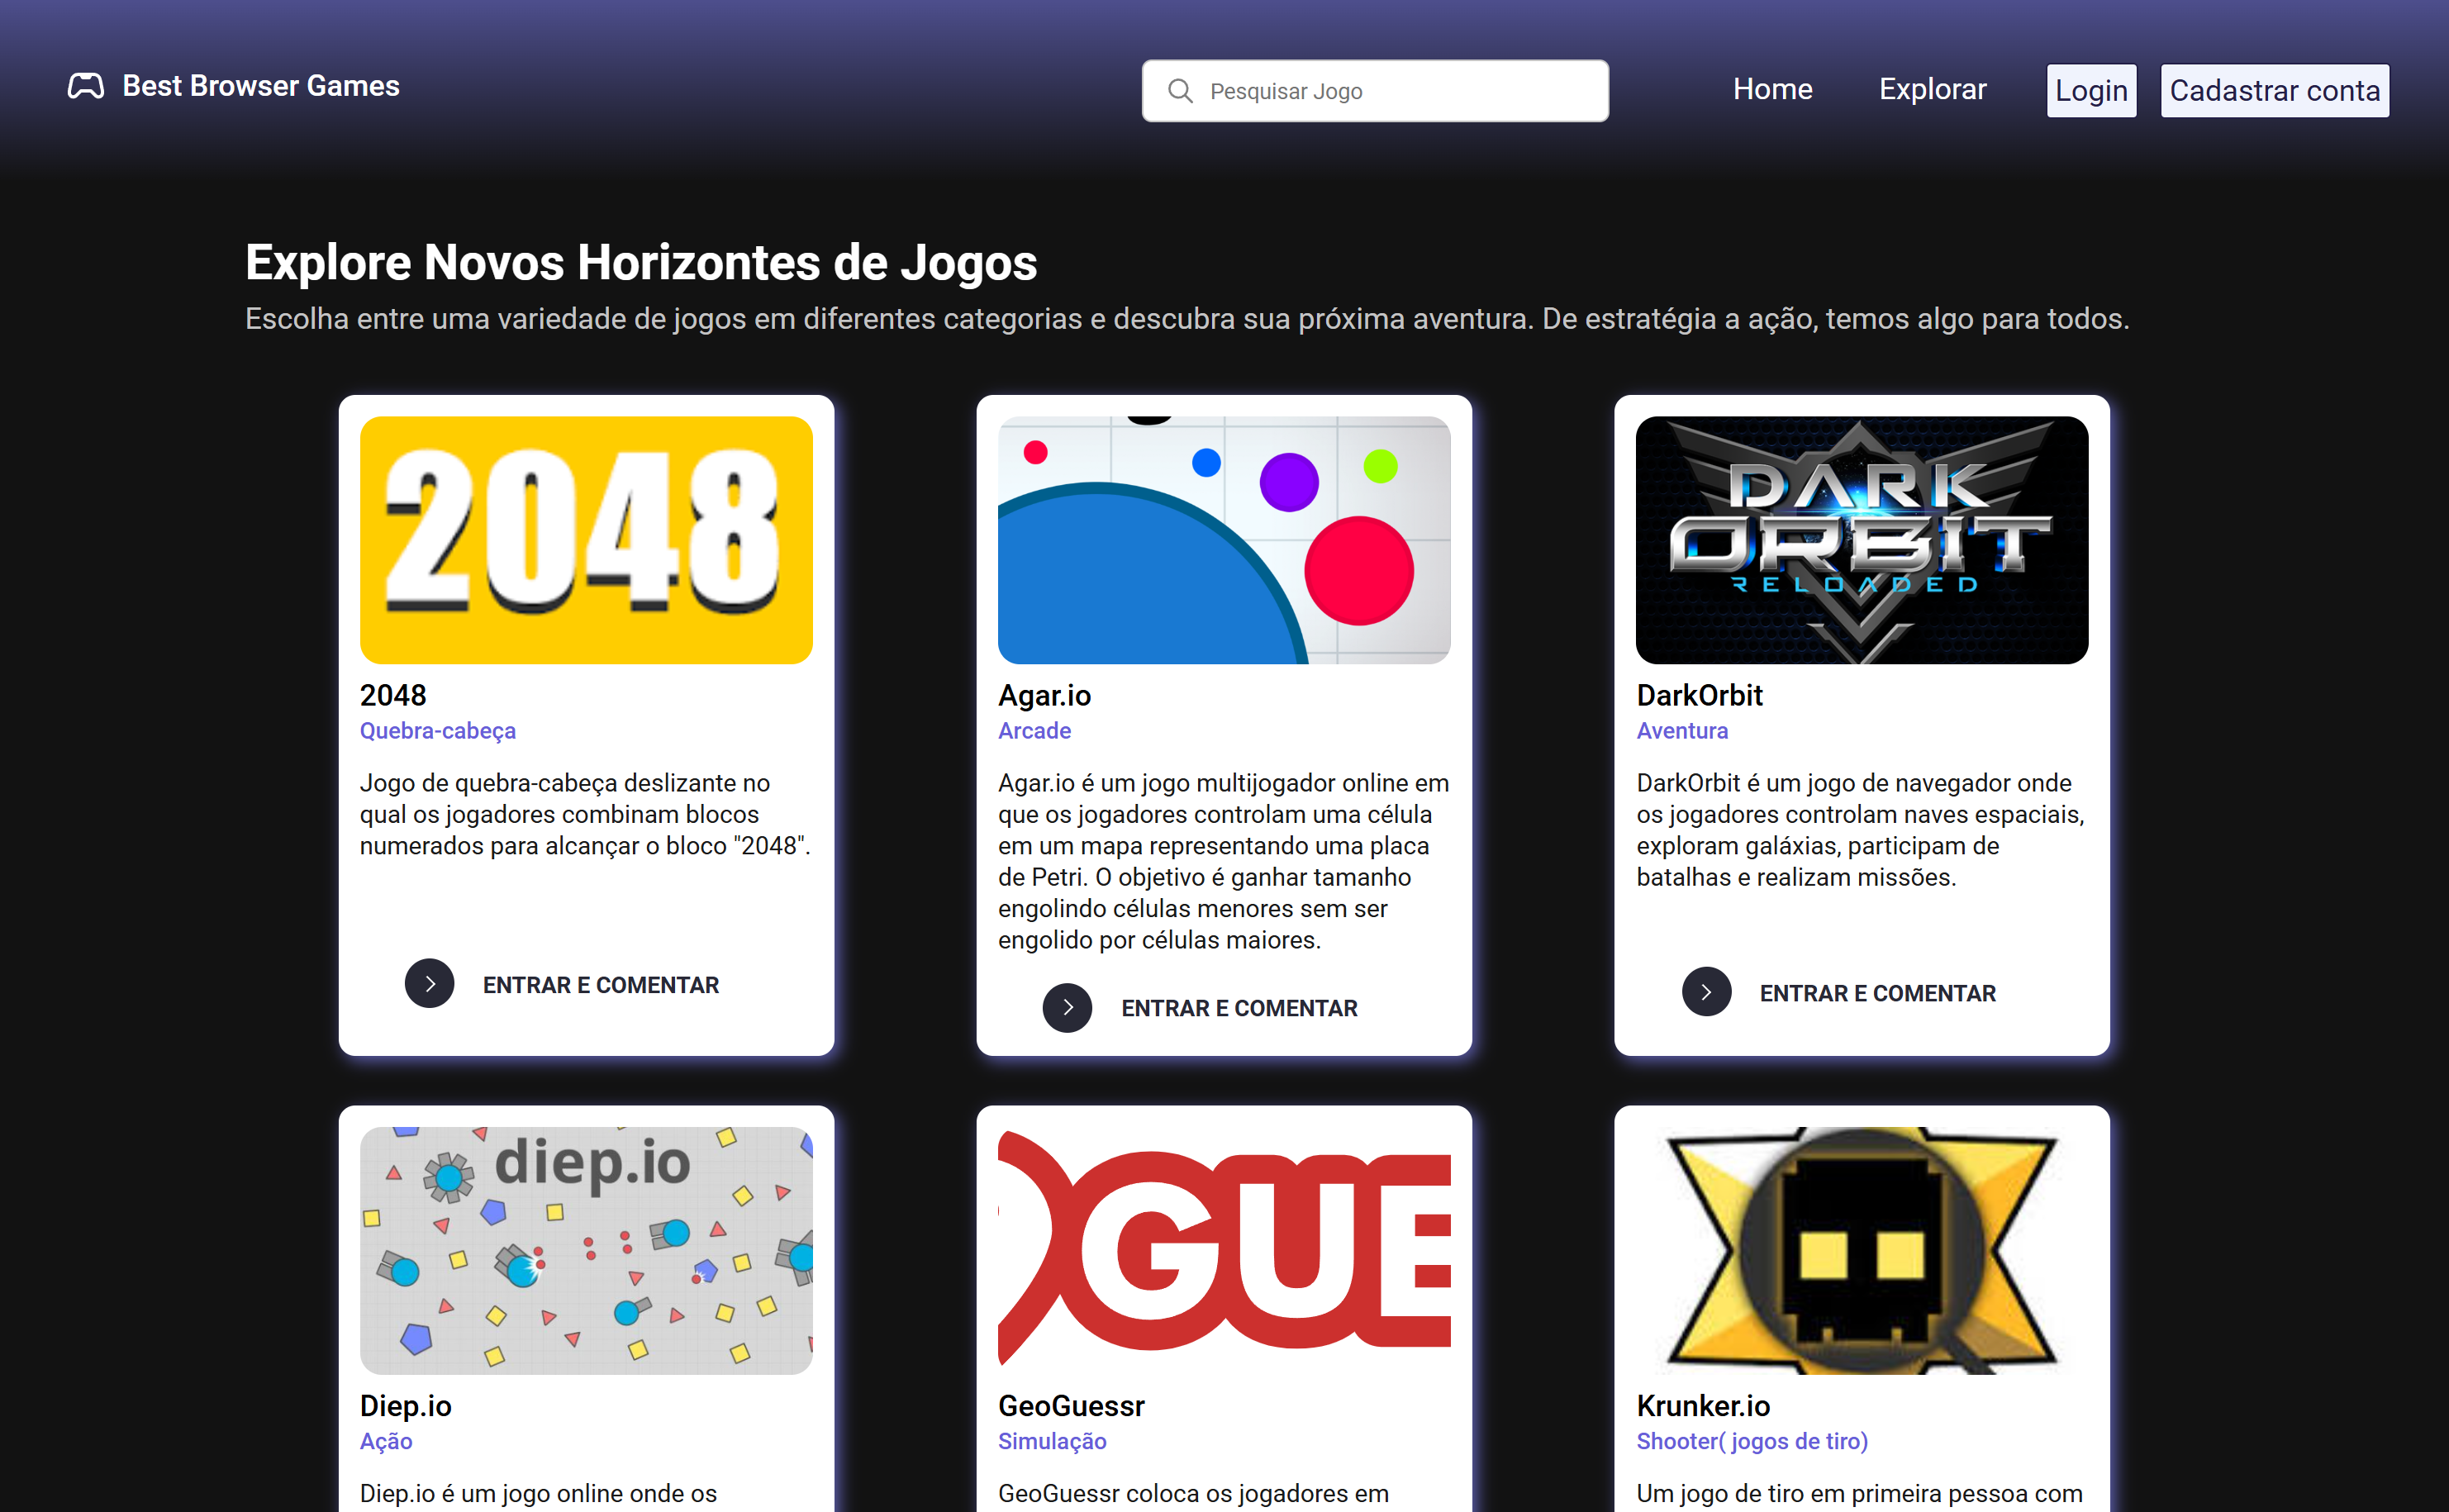 Best Browser Games
Pesquisar Jogo
Home
Explorar
Login
Cadastrar conta
Explore Novos Horizontes de Jogos
Escolha entre uma variedade de jogos em diferentes categorias e descubra sua próxima aventura. De estratégia a ação, temos algo para todos.
2048
2048
Quebra-cabeça
Jogo de quebra-cabeça deslizante no
qual os jogadores combinam blocos
numerados para alcançar o bloco "2048".
ENTRAR E COMENTAR
Agar.io
Arcade
Agar.io é um jogo multijogador online em
que os jogadores controlam uma célula
em um mapa representando uma placa
de Petri. O objetivo é ganhar tamanho
engolindo células menores sem ser
engolido por células maiores.
ENTRAR E COMENTAR
DARK
ORBIT
RELOADED
DarkOrbit
Aventura
DarkOrbit é um jogo de navegador onde
os jogadores controlam naves espaciais,
exploram galáxias, participam de
batalhas e realizam missões.
ENTRAR E COMENTAR
diep.io
Diep.io
Ação
Diep.io é um jogo online onde os
OGUE
GeoGuessr
Simulação
GeoGuessr coloca os jogadores em
Krunker.io
Shooter( jogos de tiro)
Um jogo de tiro em primeira pessoa com